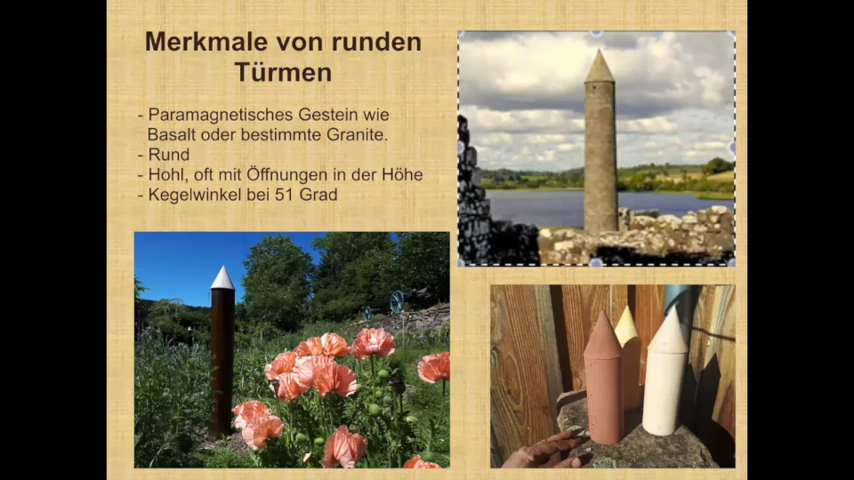 Merkmale von runden
Türmen
- Paramagnetisches Gestein wie
Basalt oder bestimmte Granite.
- Rund
- Hohl, oft mit Öffnungen in der Höhe
- Kegelwinkel bei 51 Grad